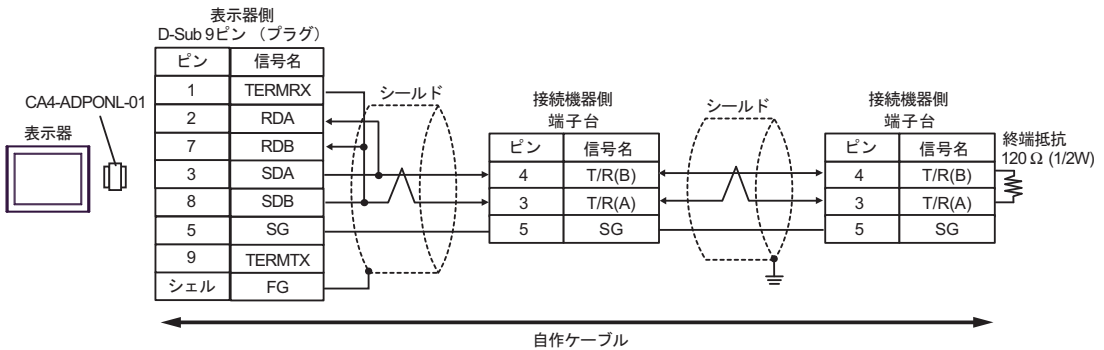 表示器側
D-Sub 9ピン （プラグ）
ピン 信号名
1 TERMRX
2 RDA
7 RDB
3 SDA
8 SDB
5 SG
9 TERMTX
シェル FG
CA4-ADPONL-01
表示器
シールド
接続機器側
端子台
ピン 信号名
4 T/R(B)
3 T/R(A)
5 SG
シールド
接続機器側
端子台
ピン 信号名
4 T/R(B)
3 T/R(A)
5 SG
終端抵抗
120 Ω (1/2W)
自作ケーブル